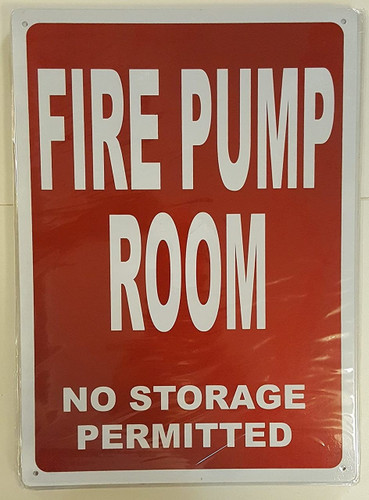 FIRE PUMP
ROOM
NO STORAGE
PERMITTED